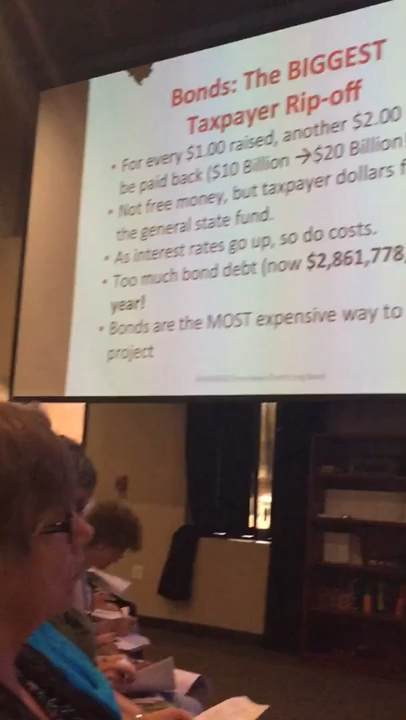 Bonds: The BIGGEST
Taxpayer Rip-off
• For every $1.00 raised, another $2.00
be paid back ($10 Billion →$20 Billion
• Not free money, but taxpayer dollars f
the general state fund.
• As interest rates go up, so do costs.
• Too much bond debt (now $2,861,778,
year!
• Bonds are the MOST expensive way to
project